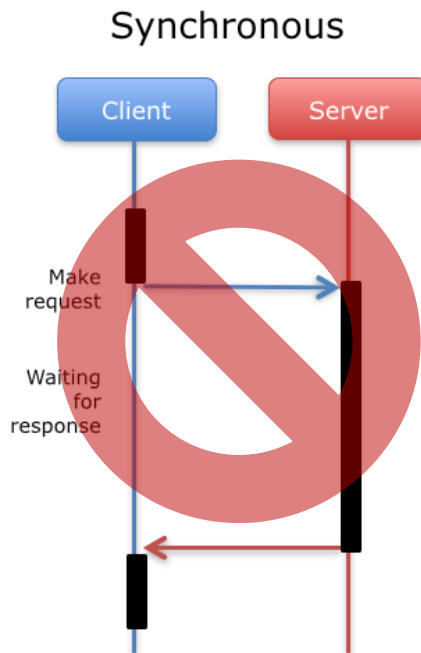 Synchronous
Client
Server
Make
request
Waiting
for
response